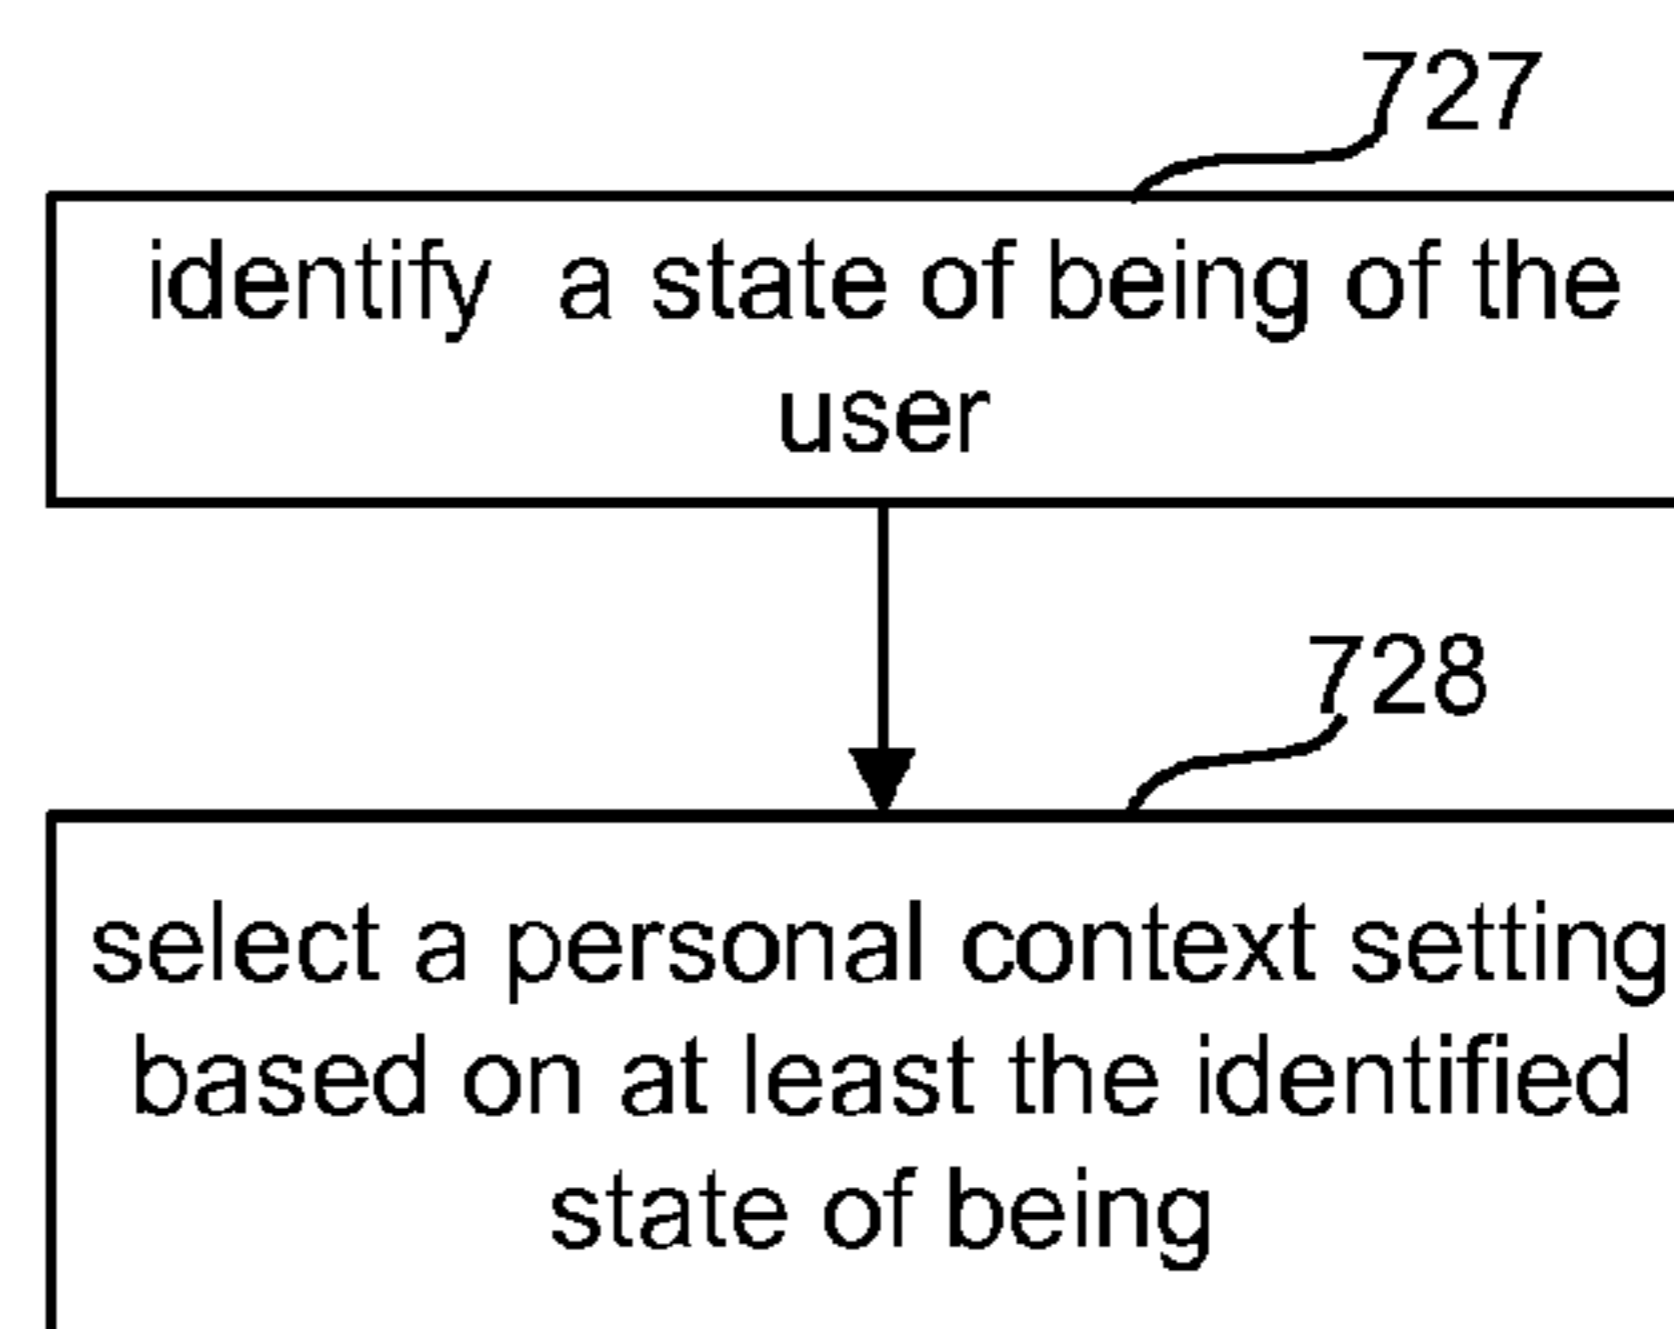 727
identify a state of being of the
user
728
select a personal context setting
based on at least the identified
state of being